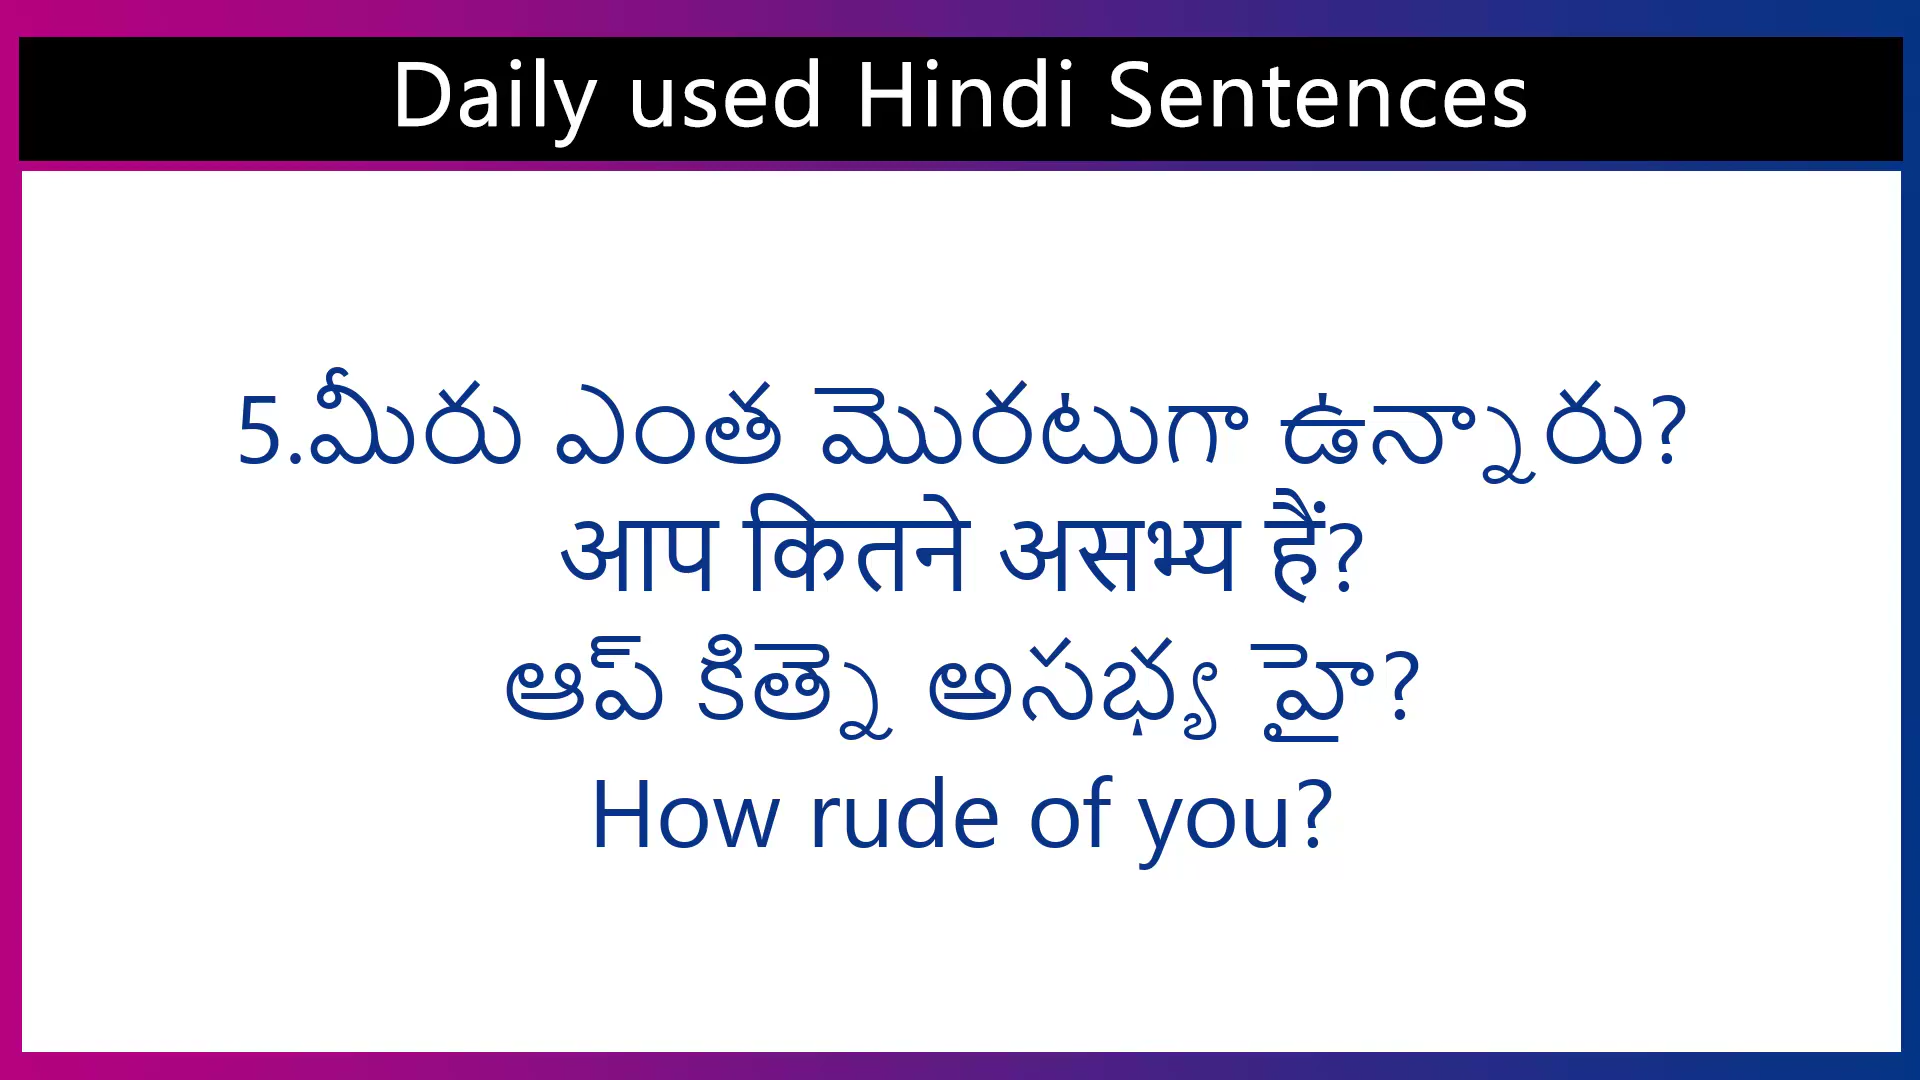 Daily used Hindi Sentences
5.మీరు ఎంత మొరటుగా ఉన్నారు?
आप कितने असभ्य हैं?
ఆప్ కిత్నె అసభ్య హై?
How rude of you?